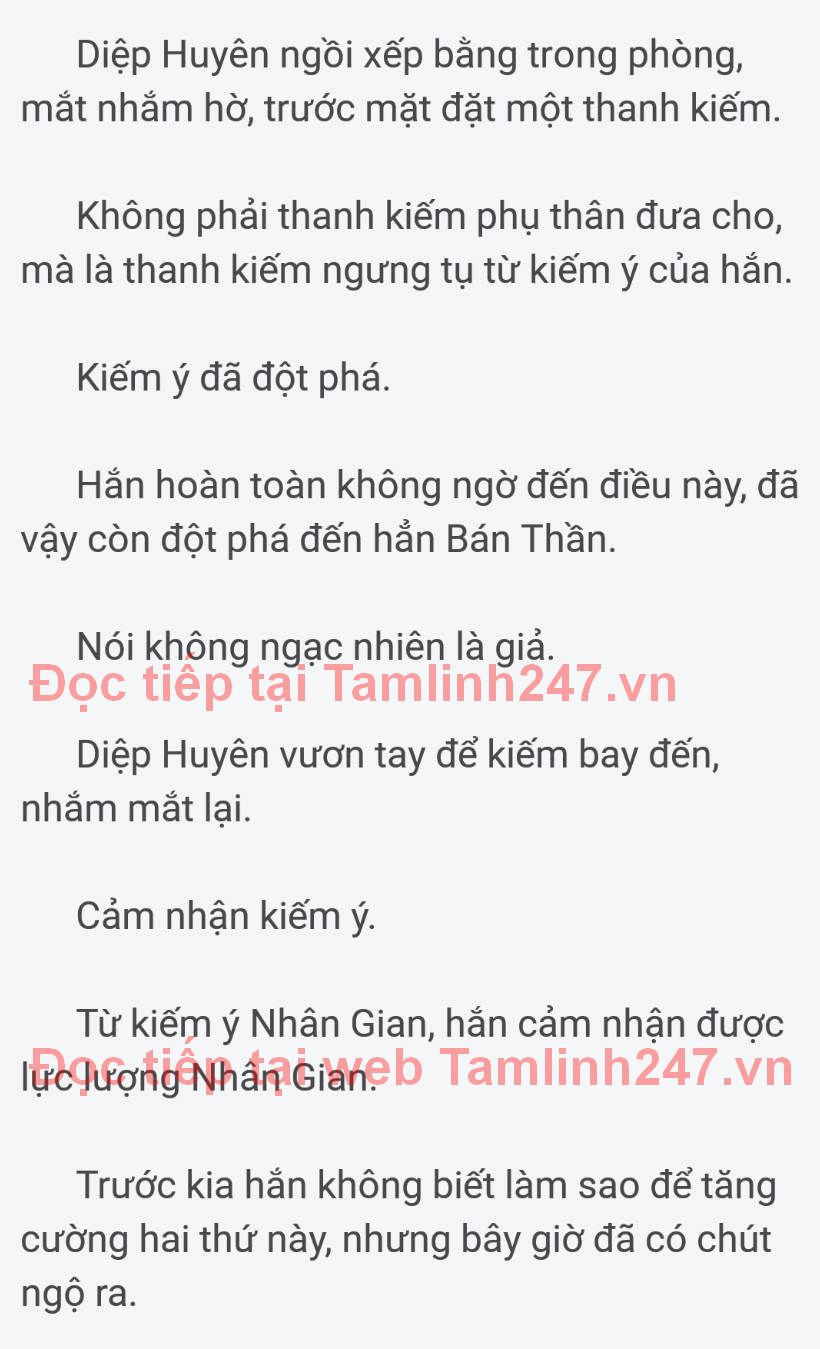 Diệp Huyên ngồi xếp bằng trong phòng,
mắt nhắm hờ, trước mặt đặt một thanh kiếm.
Không phải thanh kiếm phụ thân đưa cho,
mà là thanh kiếm ngưng tụ từ kiếm ý của hắn.
Kiếm ý đã đột phá.
Hắn hoàn toàn không ngờ đến điều này, đã
vậy còn đột phá đến hẳn Bán Thần.
Nói không ngạc nhiên là giả.
Đọc tiếp tại Tamlinh247.vn
Diệp Huyên vươn tay để kiếm bay đến,
nhắm mắt lại.
Cảm nhận kiếm ý.
Từ kiếm ý Nhân Gian, hắn cảm nhận được
lực lượng Nhân Gian.
Đọc tiếp tại web Tamlinh247.vn
Trước kia hắn không biết làm sao để tăng
cường hai thứ này, nhưng bây giờ đã có chút
ngộ ra.